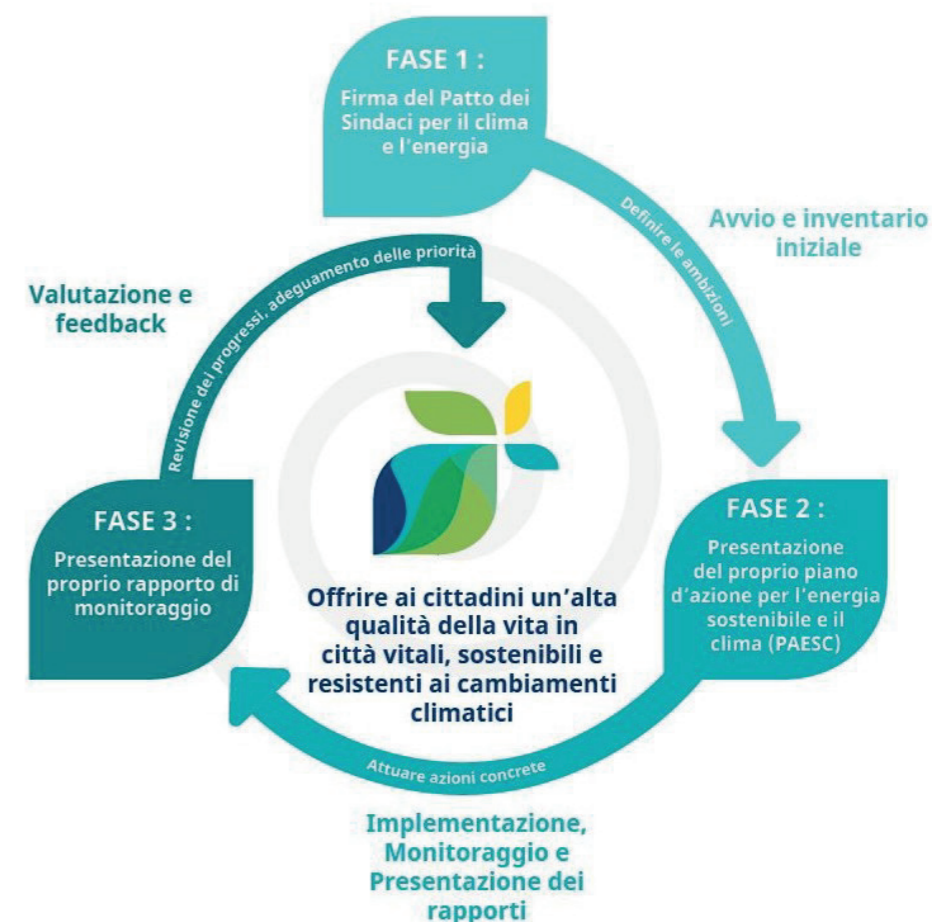 FASE 1 :
Firma del Patto dei
Sindaci per il clima
e l'energia
Definire le ambizioni
Avvio e inventario
iniziale
FASE 2 :
Presentazione
del proprio piano
d'azione per l'energia
sostenibile e il
clima (PAESC)
Attuare azioni concrete
Implementazione,
Monitoraggio e
Presentazione dei
rapporti
FASE 3 :
Presentazione del
proprio rapporto di
monitoraggio
Revisione dei progressi, adeguamento delle priorità
Valutazione e
feedback
Offrire ai cittadini un'alta
qualità della vita in
città vitali, sostenibili e
resistenti ai cambiamenti
climatici